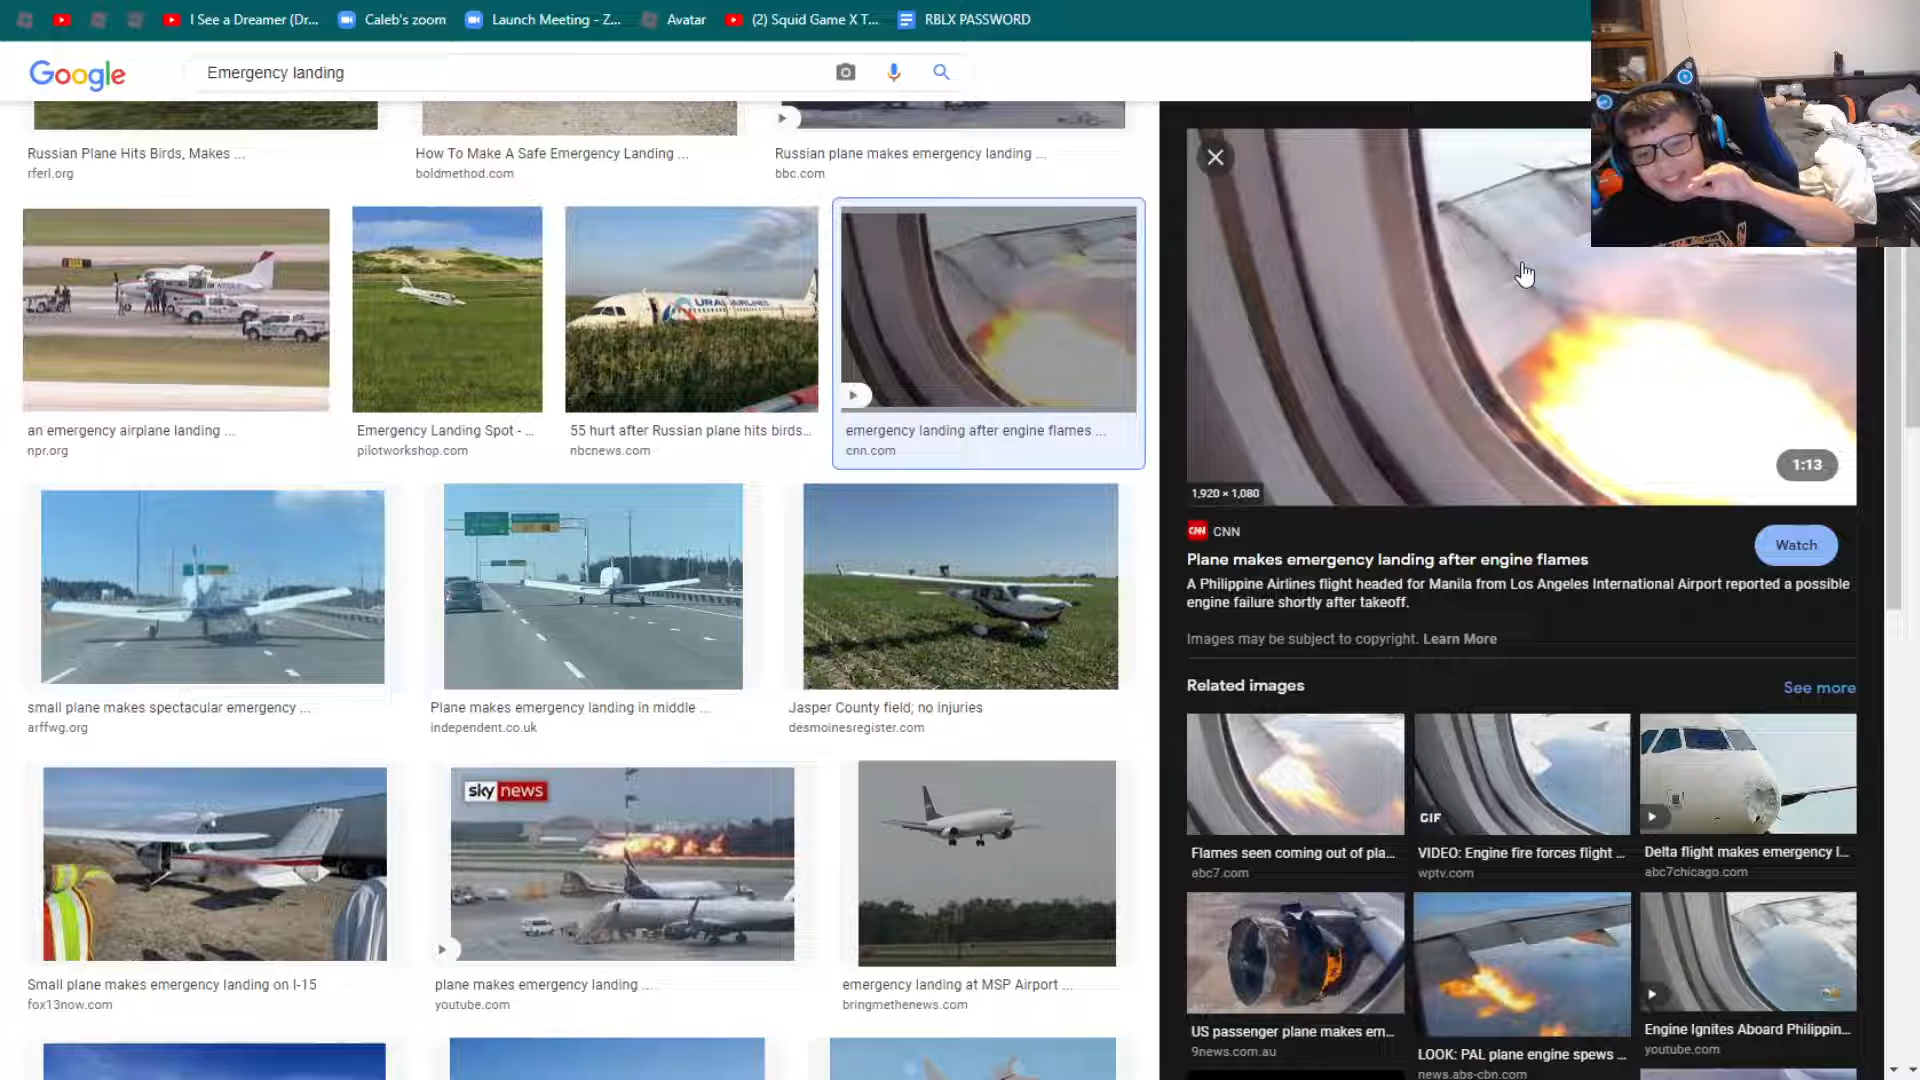 I See a Dreamer (Dr...
Caleb's zoom
Launch Meeting - Z...
Avatar
(2) Squid Game X T...
RBLX PASSWORD
Google
Emergency landing
Russian Plane Hits Birds, Makes ...
rferl.org
How To Make A Safe Emergency Landing ...
boldmethod.com
Russian plane makes emergency landing ...
bbc.com
URAL AIRLINES
an emergency airplane landing ...
npr.org
Emergency Landing Spot - ...
pilotworkshop.com
55 hurt after Russian plane hits birds...
nbcnews.com
emergency landing after engine flames ...
cnn.com
small plane makes spectacular emergency ...
arffwg.org
Plane makes emergency landing in middle ...
independent.co.uk
Jasper County field; no injuries
desmoinesregister.com
sky news
Small plane makes emergency landing on I-15
fox13now.com
plane makes emergency landing ...
youtube.com
emergency landing at MSP Airport ...
bringmethenews.com
1:13
1,920 × 1,080
CNN CNN
Watch
Plane makes emergency landing after engine flames
A Philippine Airlines flight headed for Manila from Los Angeles International Airport reported a possible
engine failure shortly after takeoff.
Images may be subject to copyright. Learn More
Related images
See more
GIF
Flames seen coming out of pla...
abc7.com
VIDEO: Engine fire forces flight ...
wptv.com
Delta flight makes emergency l...
abc7chicago.com
US passenger plane makes em...
9news.com.au
LOOK: PAL plane engine spews ...
news.abs-cbn.com
Engine Ignites Aboard Philippin...
youtube.com